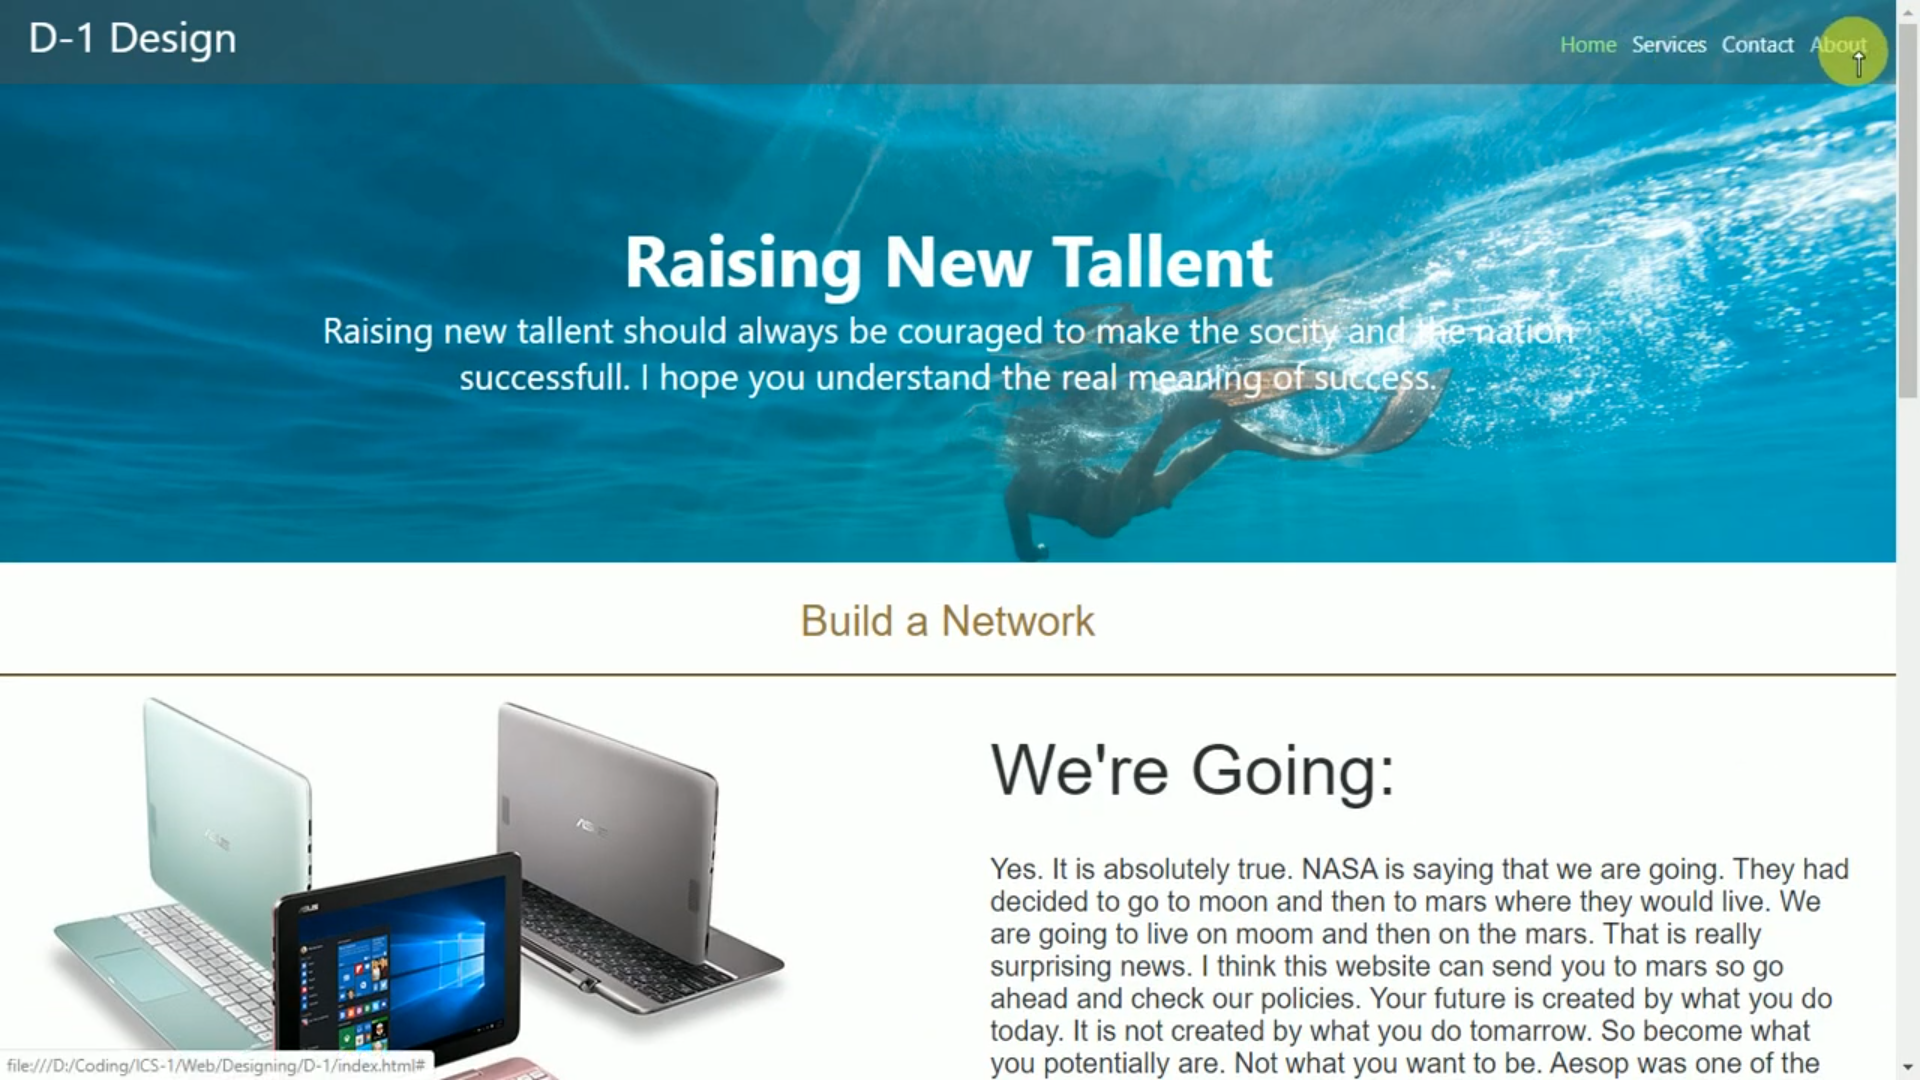 D-1 Design
Home Services Contact About
Raising New Tallent
Raising new tallent should always be couraged to make the socity and the nation
successfull. I hope you understand the real meaning of success.
Build a Network
We're Going:
Yes. It is absolutely true. NASA is saying that we are going. They had
decided to go to moon and then to mars where they would live. We
are going to live on moom and then on the mars. That is really
surprising news. I think this website can send you to mars so go
ahead and check our policies. Your future is created by what you do
today. It is not created by what you do tomarrow. So become what
you potentially are. Not what you want to be. Aesop was one of the
ASUS
ASUS
ASUS
file:///D:/Coding/ICS-1/Web/Designing/D-1/index.html#